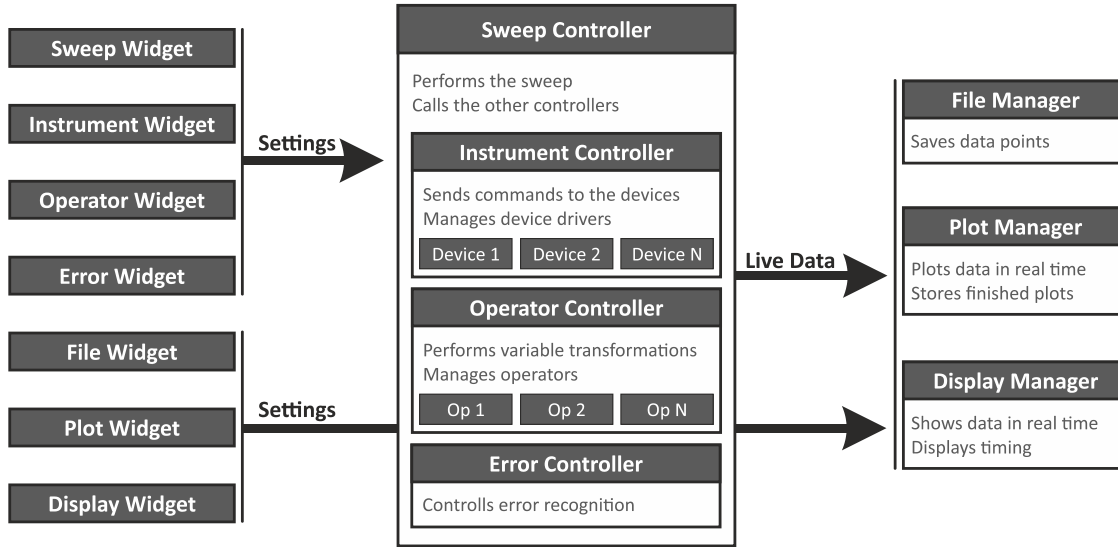 Sweep Widget
Instrument Widget
Operator Widget
Error Widget
File Widget
Plot Widget
Display Widget
Settings
Settings
Sweep Controller
Performs the sweep
Calls the other controllers
Instrument Controller
Sends commands to the devices
Manages device drivers
Device 1 Device 2 Device N
Operator Controller
Performs variable transformations
Manages operators
Op 1 Op 2 Op N
Error Controller
Controlls error recognition
Live Data
File Manager
Saves data points
Plot Manager
Plots data in real time
Stores finished plots
Display Manager
Shows data in real time
Displays timing